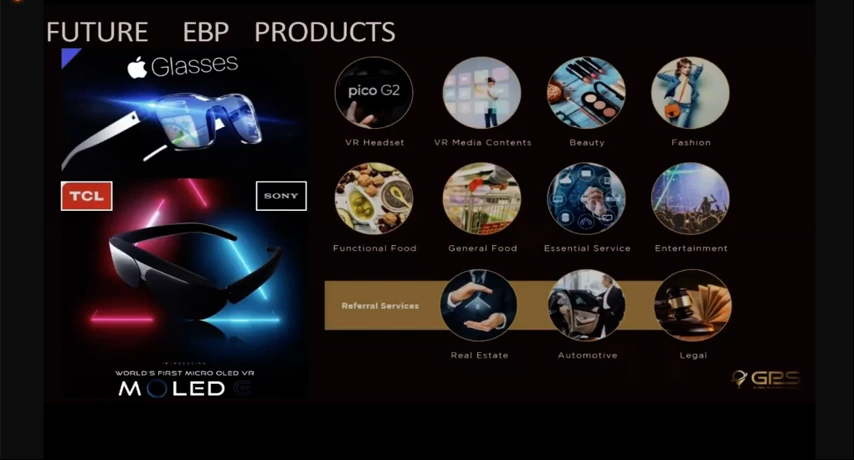 FUTURE EBP PRODUCTS
Glasses
TCL
SONY
WORLD'S FIRST MICRO OLED VR
MOLED G
pico G2
VR Headset
VR Media Contents
Beauty
Fashion
Functional Food
General Food
Essential Service
Entertainment
Referral Services
Real Estate
Automotive
Legal
GPS